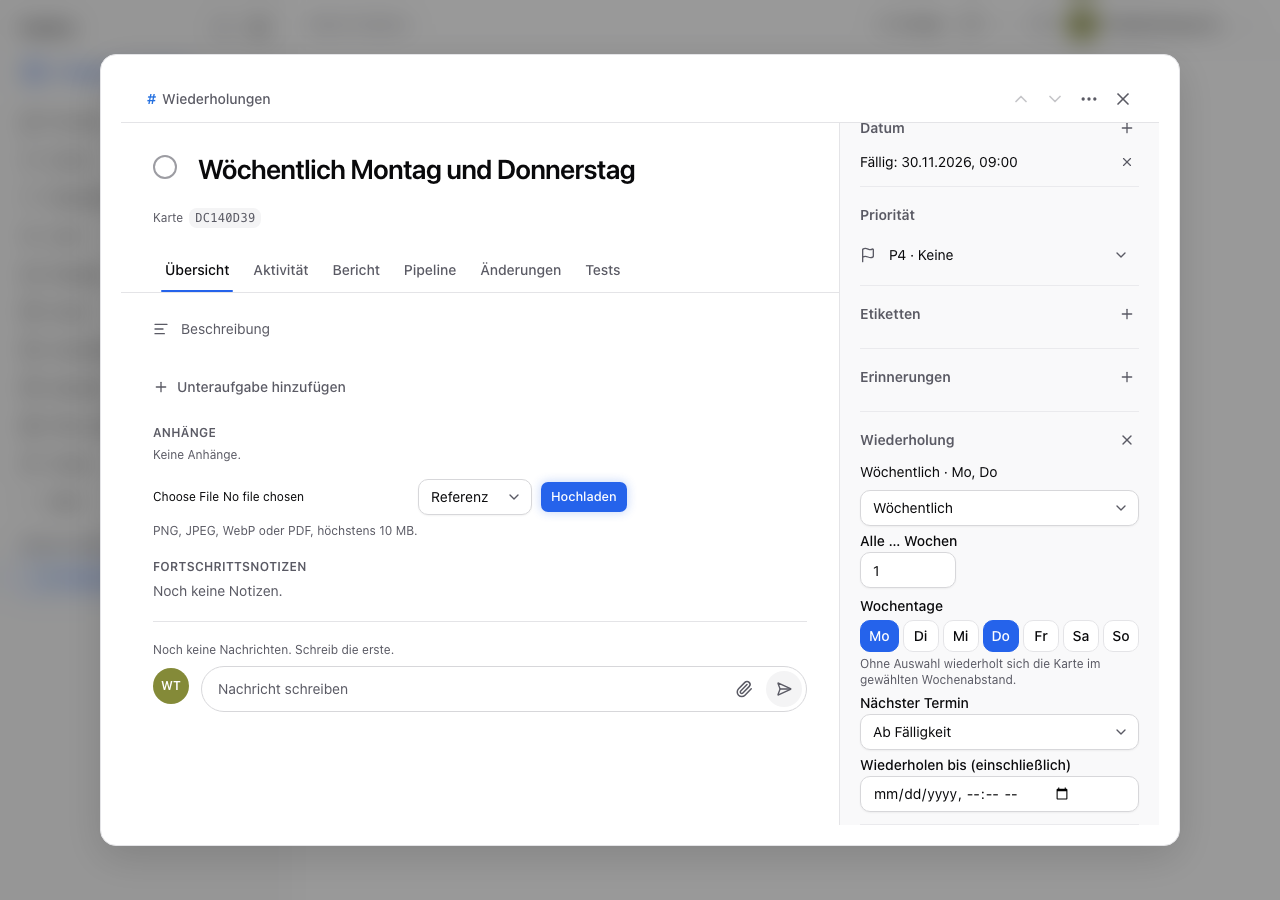 # Wiederholungen
Wöchentlich Montag und Donnerstag
Karte DC140D39
Übersicht Aktivität Bericht Pipeline Änderungen Tests
Beschreibung
Unteraufgabe hinzufügen
ANHÄNGE
Keine Anhänge.
Choose File No file chosen
Referenz
Hochladen
PNG, JPEG, WebP oder PDF, höchstens 10 MB.
FORTSCHRITTSNOTIZEN
Noch keine Notizen.
Noch keine Nachrichten. Schreib die erste.
WT
Nachricht schreiben
Datum
Fällig: 30.11.2026, 09:00
Priorität
P4 · Keine
Etiketten
Erinnerungen
Wiederholung
Wöchentlich · Mo, Do
Wöchentlich
Alle ... Wochen
1
Wochentage
Mo Di Mi Do Fr Sa So
Ohne Auswahl wiederholt sich die Karte im
gewählten Wochenabstand.
Nächster Termin
Ab Fälligkeit
Wiederholen bis (einschließlich)
mm/dd/yyyy, --:-- --